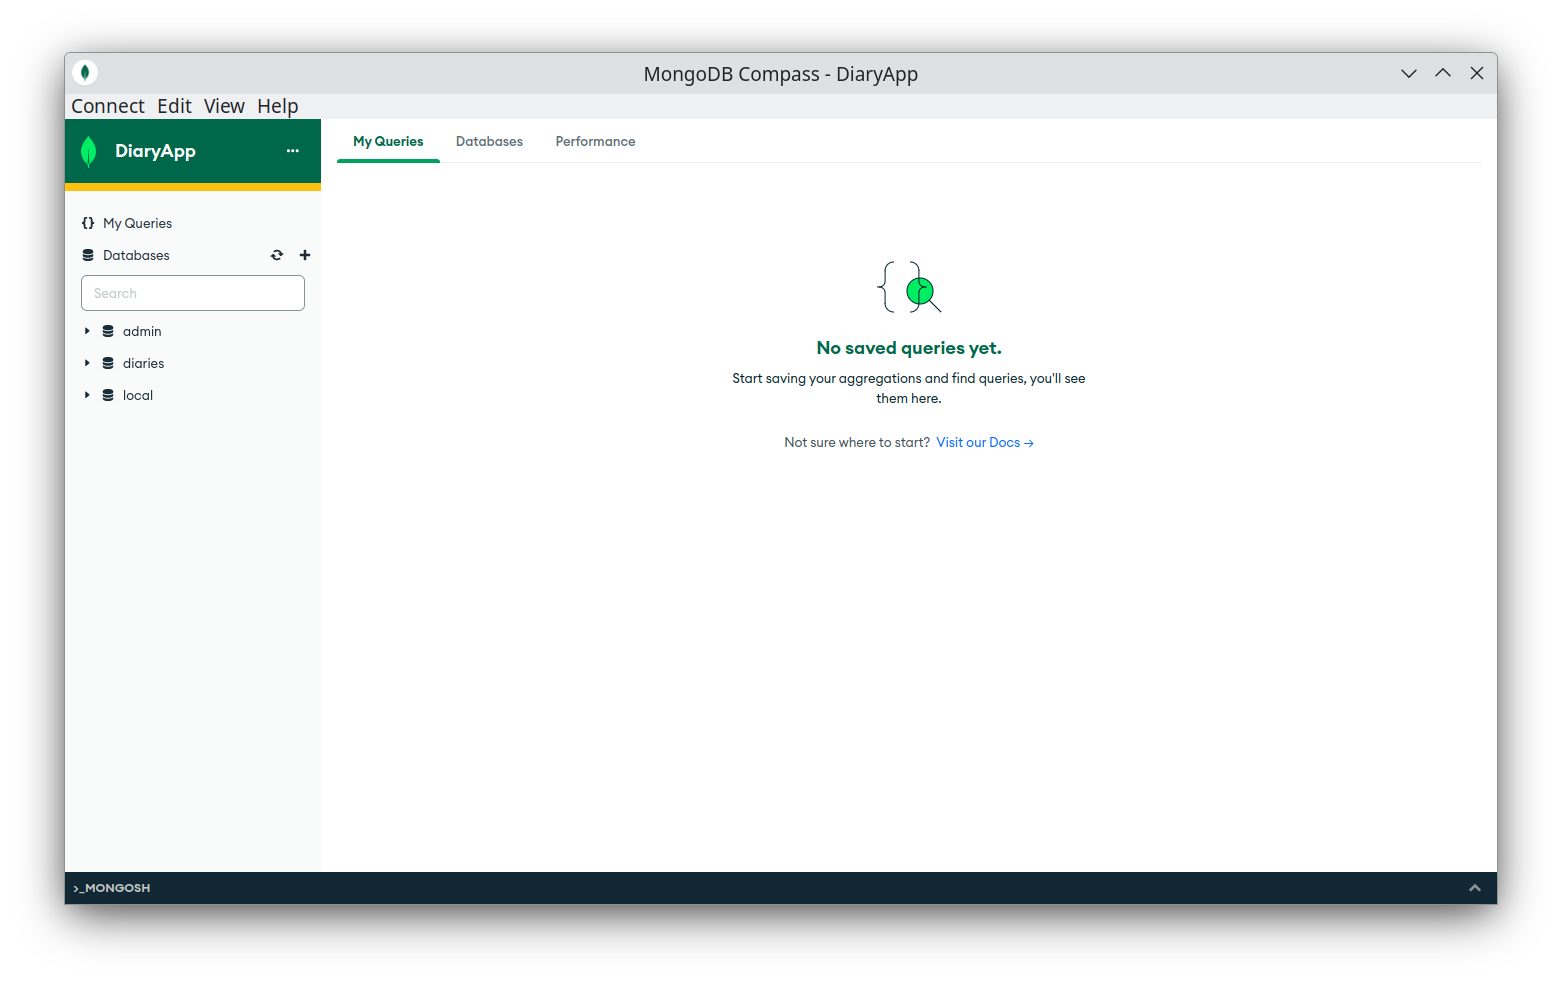 MongoDB Compass - DiaryApp
Connect Edit View Help
DiaryApp
My Queries Databases Performance
{} My Queries
Databases
Search
admin
diaries
local
No saved queries yet.
Start saving your aggregations and find queries, you'll see
them here.
Not sure where to start? Visit our Docs →
>_MONGOSH